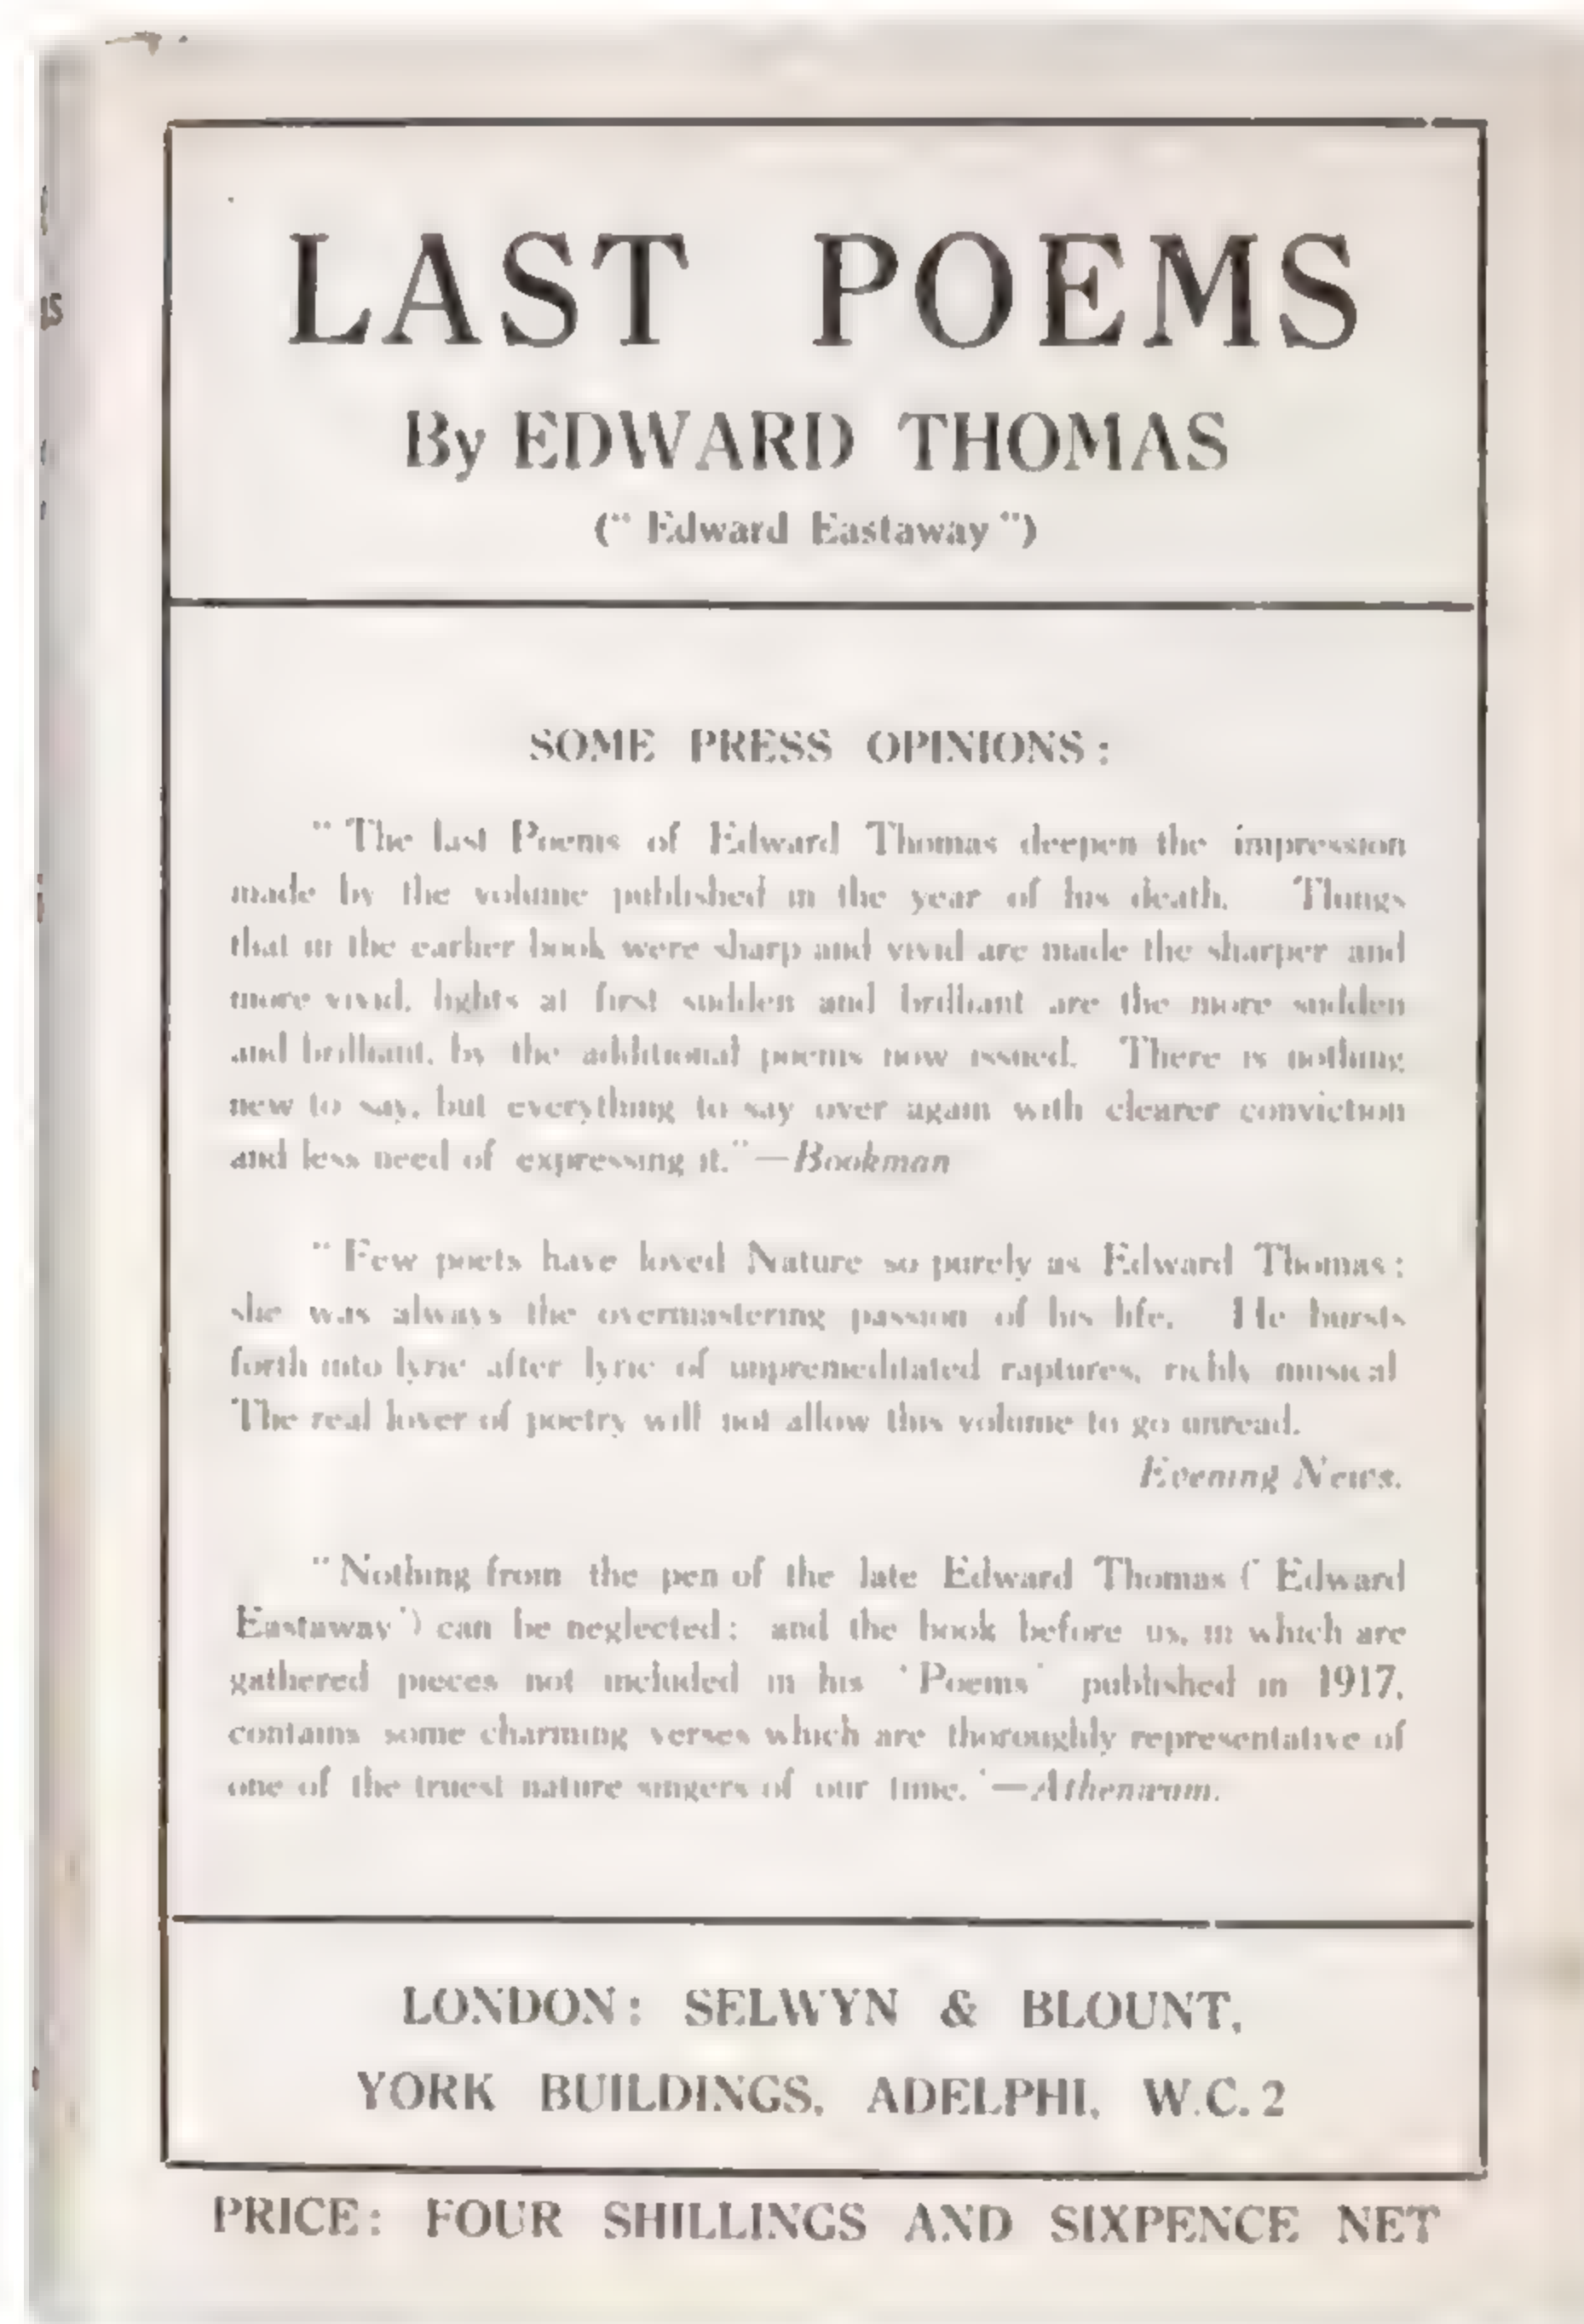 LAST POEMS
By EDWARD THOMAS
(" Edward Eastaway ")
SOME PRESS OPINIONS :
" The last Poems of Edward Thomas deepen the impression
made by the volume published in the year of his death. Things
that in the earlier book were sharp and vivid are made the sharper and
more vivid, lights at first sudden and brilliant are the more sudden
and brilliant, by the additional poems now issued. There is nothing
new to say, but everything to say over again with clearer conviction
and less need of expressing it."—Bookman
" Few poets have loved Nature so purely as Edward Thomas ;
she was always the overmastering passion of his life. He bursts
forth into lyric after lyric of unpremeditated raptures, richly musical
The real lover of poetry will not allow this volume to go unread.
Evening News.
" Nothing from the pen of the late Edward Thomas (' Edward
Eastaway ') can be neglected ; and the book before us, in which are
gathered pieces not included in his ' Poems ' published in 1917,
contains some charming verses which are thoroughly representative of
one of the truest nature singers of our time.'—Athenæum.
LONDON : SELWYN & BLOUNT,
YORK BUILDINGS, ADELPHI, W.C. 2
PRICE : FOUR SHILLINGS AND SIXPENCE NET